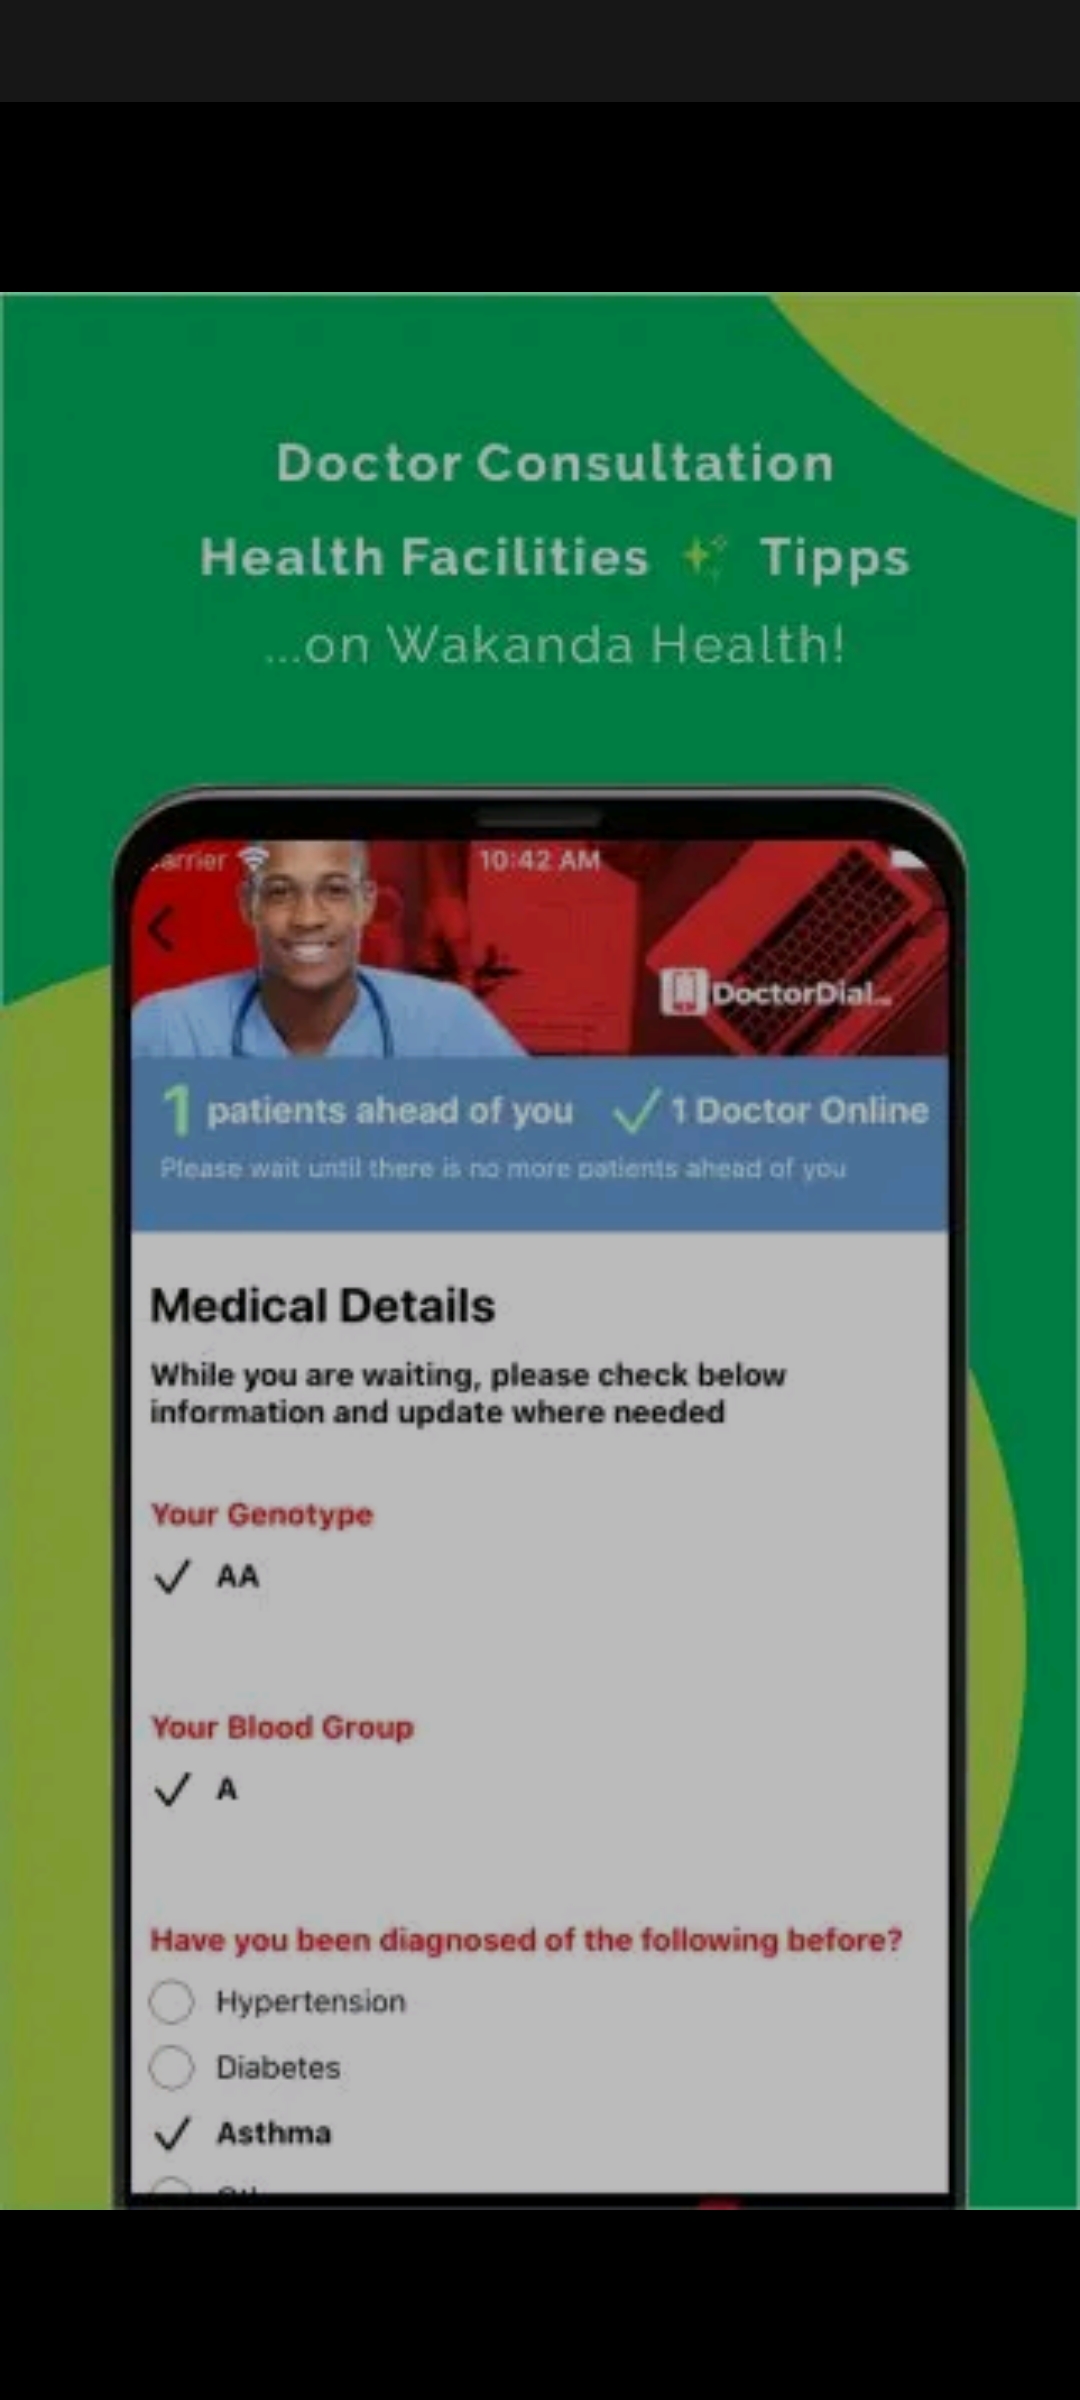 Doctor Consultation
Health Facilities ✨ Tipps
...on Wakanda Health!
arrier 10:42 AM
DoctorDial...
1 patients ahead of you ✓ 1 Doctor Online
Please wait until there is no more patients ahead of you
Medical Details
While you are waiting, please check below
information and update where needed
Your Genotype
✓ AA
Your Blood Group
✓ A
Have you been diagnosed of the following before?
Hypertension
Diabetes
✓ Asthma